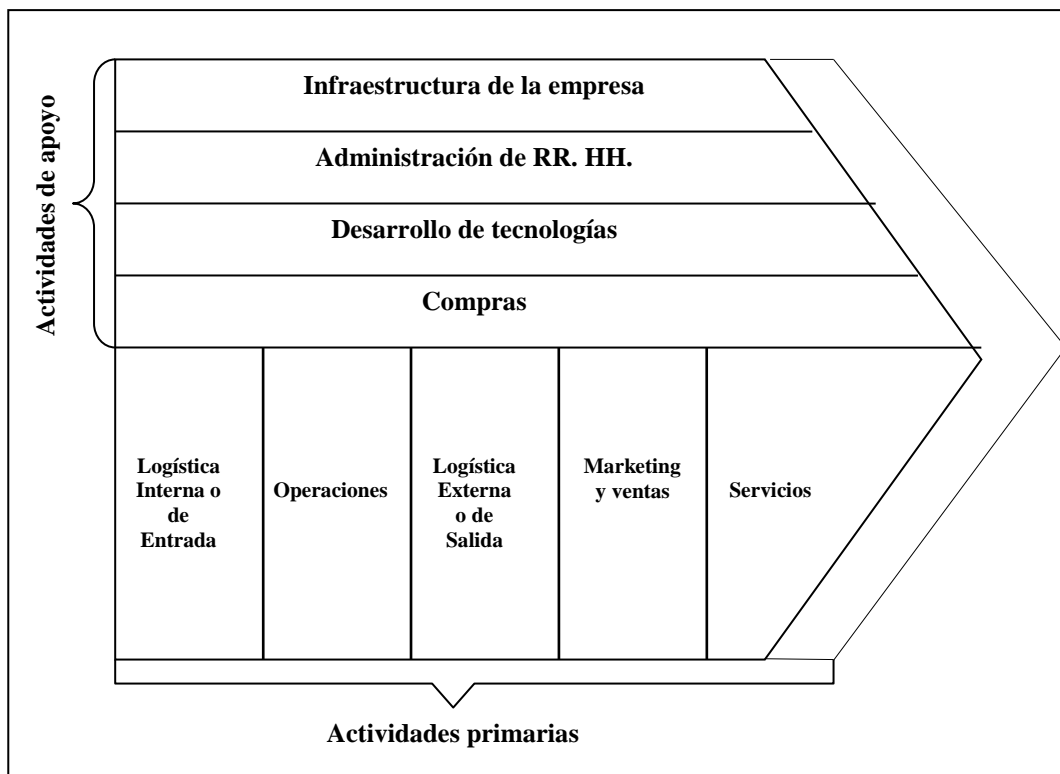 Actividades de apoyo
Infraestructura de la empresa
Administración de RR. HH.
Desarrollo de tecnologías
Compras
Logística
Interna o
de
Entrada
Operaciones
Logística
Externa
o de
Salida
Marketing
y ventas
Servicios
Actividades primarias